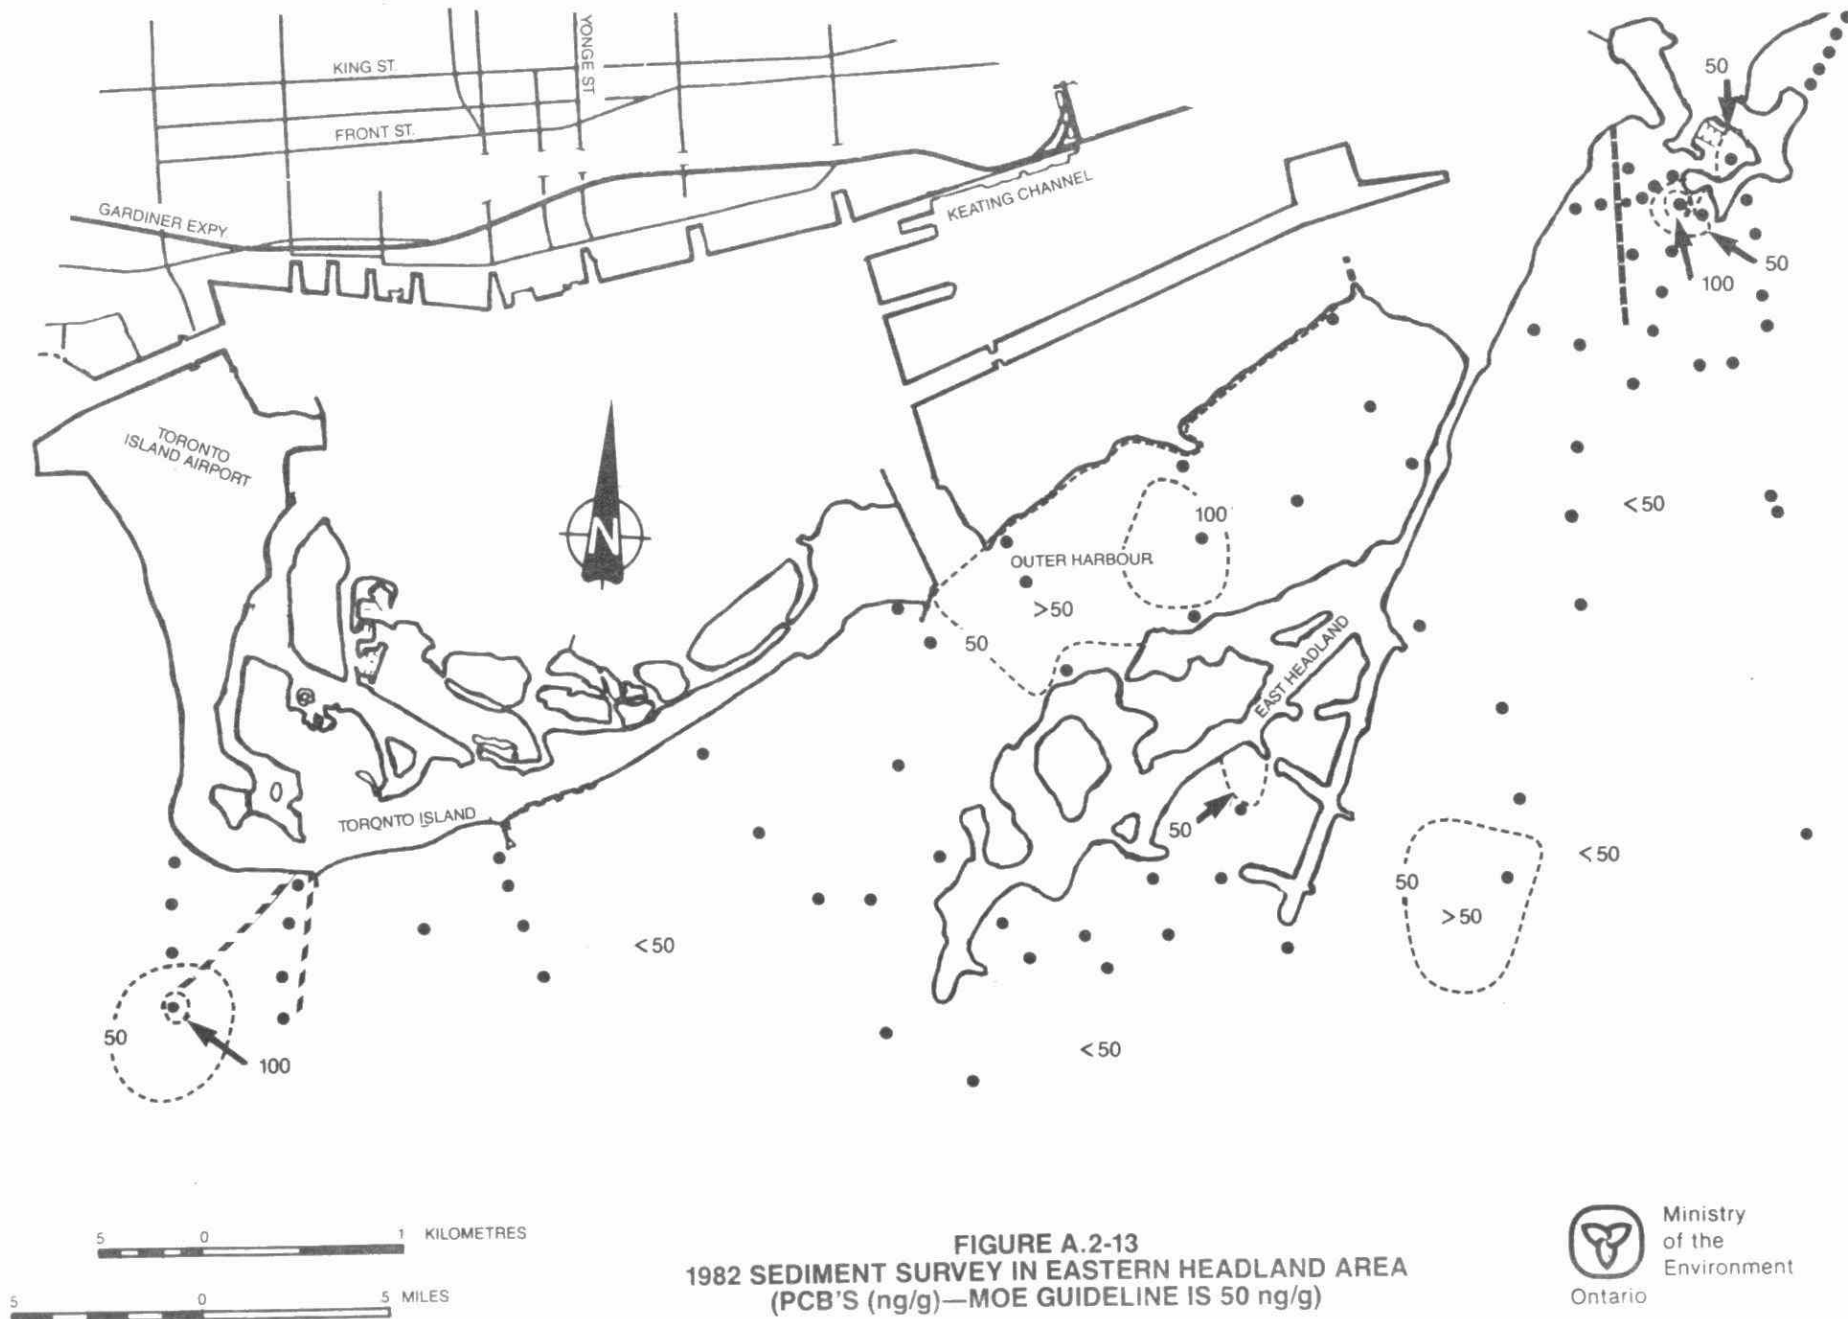 YONGE ST
KING ST.
FRONT ST.
GARDINER EXPY.
KEATING CHANNEL
50
50
100
TORONTO
ISLAND AIRPORT
N
100
<50
OUTER HARBOUR
>50
50
EAST HEADLAND
TORONTO ISLAND
50
<50
50
>50
<50
50
100
<50
5 0 1 KILOMETRES
5 0 5 MILES
FIGURE A.2-13
1982 SEDIMENT SURVEY IN EASTERN HEADLAND AREA
(PCB'S (ng/g)—MOE GUIDELINE IS 50 ng/g)
Ministry
of the
Environment
Ontario